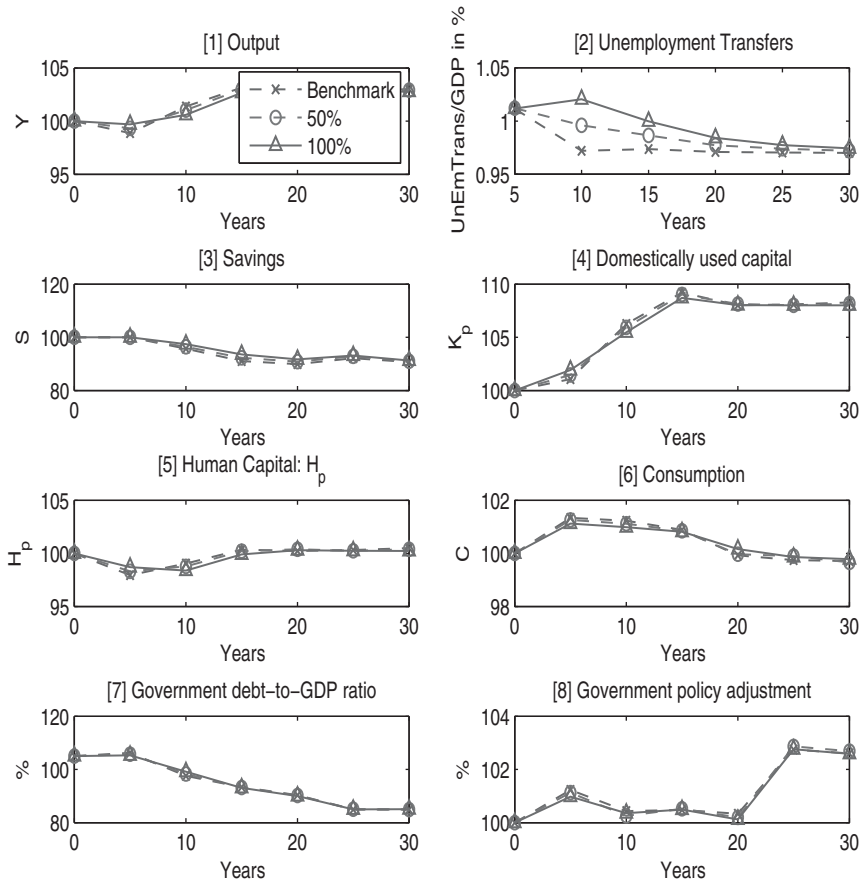 [1] Output
105
100
95
Y
0
10
20
30
Years
Benchmark
50%
100%
[2] Unemployment Transfers
1.05
1
0.95
UnEmTrans/GDP in %
5
10
15
20
25
30
Years
[3] Savings
120
100
80
S
0
10
20
30
Years
[4] Domestically used capital
110
105
100
Kp
0
10
20
30
Years
[5] Human Capital: Hp
105
100
95
Hp
0
10
20
30
Years
[6] Consumption
102
100
98
C
0
10
20
30
Years
[7] Government debt−to−GDP ratio
120
100
80
%
0
10
20
30
Years
[8] Government policy adjustment
104
102
100
%
0
10
20
30
Years